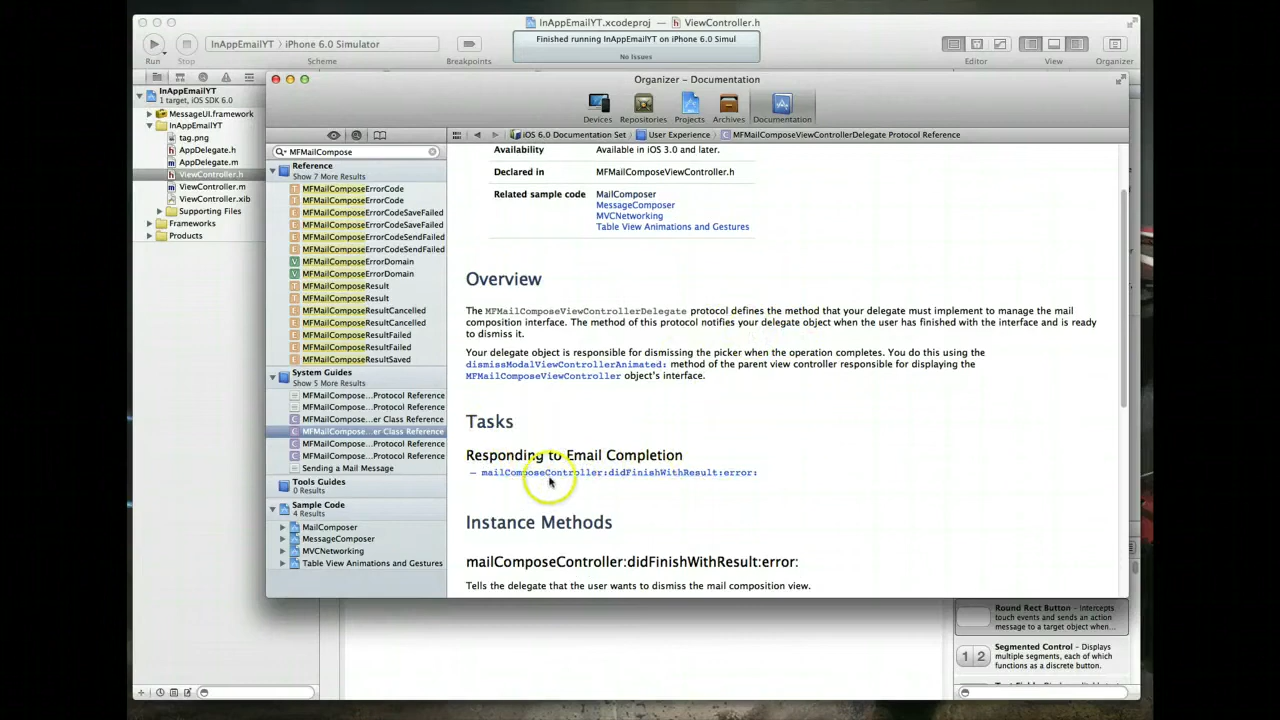 InAppEmailYT.xcodeproj — ViewController.h
InAppEmailYT › iPhone 6.0 Simulator
Finished running InAppEmailYT on iPhone 6.0 Simul
No Issues
Run
Stop
Scheme
Breakpoints
Editor
View
Organizer
InAppEmailYT
1 target, iOS SDK 6.0
MessageUI.framework
InAppEmailYT
tag.png
AppDelegate.h
AppDelegate.m
ViewController.h
ViewController.m
ViewController.xib
Supporting Files
Frameworks
Products
Organizer – Documentation
Devices
Repositories
Projects
Archives
Documentation
iOS 6.0 Documentation Set
User Experience
MFMailComposeViewControllerDelegate Protocol Reference
MFMailCompose
Reference
Show 7 More Results
MFMailComposeErrorCode
MFMailComposeErrorCode
MFMailComposeErrorCodeSaveFailed
MFMailComposeErrorCodeSaveFailed
MFMailComposeErrorCodeSendFailed
MFMailComposeErrorCodeSendFailed
MFMailComposeErrorDomain
MFMailComposeErrorDomain
MFMailComposeResult
MFMailComposeResult
MFMailComposeResultCancelled
MFMailComposeResultCancelled
MFMailComposeResultFailed
MFMailComposeResultFailed
MFMailComposeResultSaved
System Guides
Show 5 More Results
MFMailCompose...Protocol Reference
MFMailCompose...Protocol Reference
MFMailCompose...er Class Reference
MFMailCompose...er Class Reference
MFMailCompose...Protocol Reference
MFMailCompose...Protocol Reference
Sending a Mail Message
Tools Guides
0 Results
Sample Code
4 Results
MailComposer
MessageComposer
MVCNetworking
Table View Animations and Gestures
Availability Available in iOS 3.0 and later.
Declared in MFMailComposeViewController.h
Related sample code MailComposer
MessageComposer
MVCNetworking
Table View Animations and Gestures
Overview
The MFMailComposeViewControllerDelegate protocol defines the method that your delegate must implement to manage the mail
composition interface. The method of this protocol notifies your delegate object when the user has finished with the interface and is ready
to dismiss it.
Your delegate object is responsible for dismissing the picker when the operation completes. You do this using the
dismissModalViewControllerAnimated: method of the parent view controller responsible for displaying the
MFMailComposeViewController object's interface.
Tasks
Responding to Email Completion
– mailComposeController:didFinishWithResult:error:
Instance Methods
mailComposeController:didFinishWithResult:error:
Tells the delegate that the user wants to dismiss the mail composition view.
Round Rect Button – Intercepts
touch events and sends an action
message to a target object when...
1 2
Segmented Control – Displays
multiple segments, each of which
functions as a discrete button.